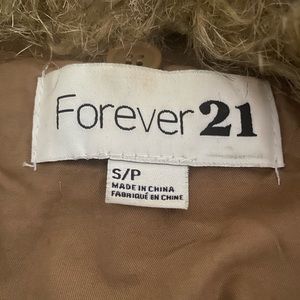 Forever 21
S/P
MADE IN CHINA
FABRIQUÉ EN CHINE